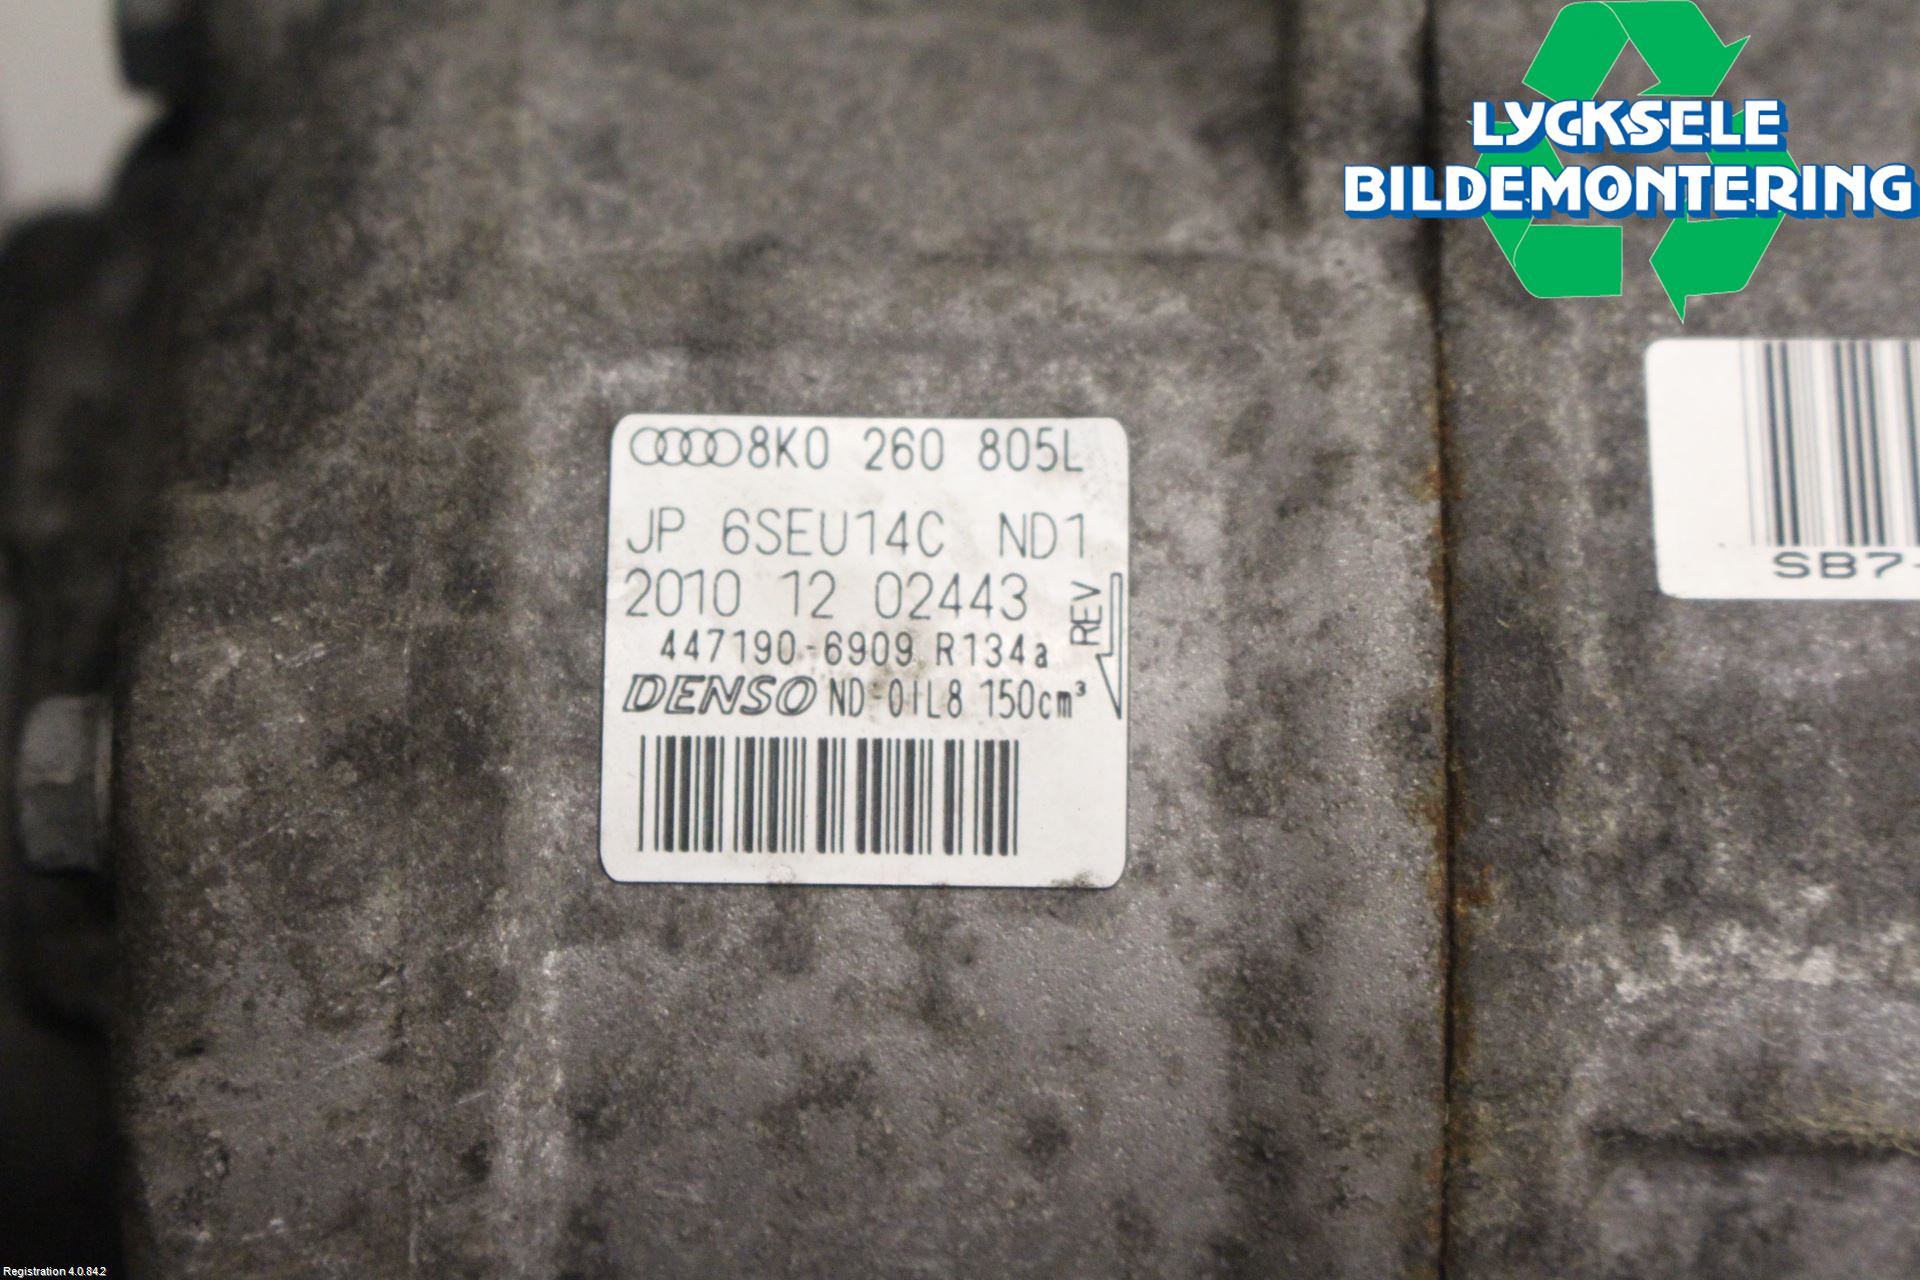 LYCKSELE
BILDEMONTERING
8K0 260 805L
JP 6SEU14C ND1
2010 12 02443
REV
447190-6909 R134a
DENSO ND-OIL8 150cm³
SB7-
Registration 4.0.84.2